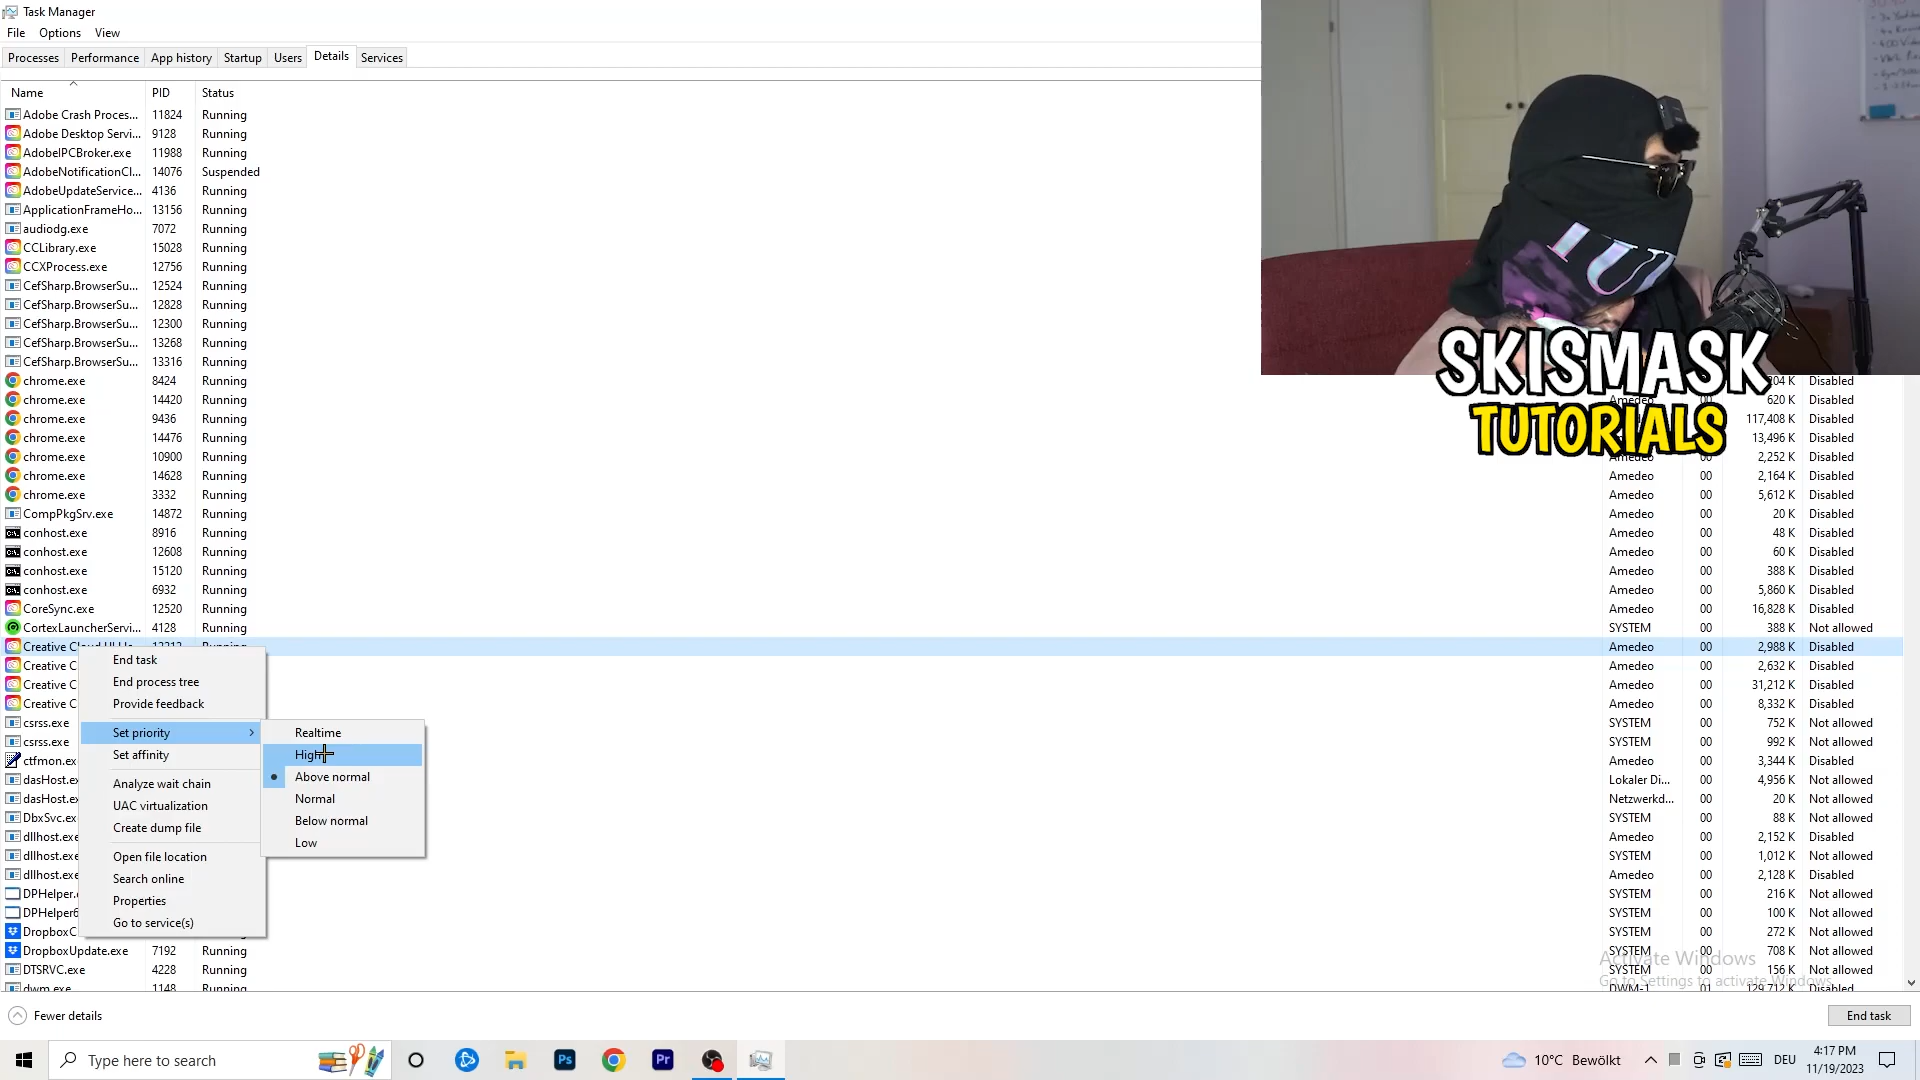 Task Manager
File Options View
Processes Performance App history Startup Users Details Services
Name PID Status
Adobe Crash Proces... 11824 Running
Adobe Desktop Servi... 9128 Running
AdobeIPCBroker.exe 11988 Running
AdobeNotificationCl... 14076 Suspended
AdobeUpdateService... 4136 Running
ApplicationFrameHo... 13156 Running
audiodg.exe 7072 Running
CCLibrary.exe 15028 Running
CCXProcess.exe 12756 Running
CefSharp.BrowserSu... 12524 Running
CefSharp.BrowserSu... 12828 Running
CefSharp.BrowserSu... 12300 Running
CefSharp.BrowserSu... 13268 Running
CefSharp.BrowserSu... 13316 Running
SKISMASK
TUTORIALS
chrome.exe 8424 Running 204 K Disabled
chrome.exe 14420 Running Amedeo 00 620 K Disabled
chrome.exe 9436 Running 117,408 K Disabled
chrome.exe 14476 Running 13,496 K Disabled
chrome.exe 10900 Running Amedeo 00 2,252 K Disabled
chrome.exe 14628 Running Amedeo 00 2,164 K Disabled
chrome.exe 3332 Running Amedeo 00 5,612 K Disabled
CompPkgSrv.exe 14872 Running Amedeo 00 20 K Disabled
conhost.exe 8916 Running Amedeo 00 48 K Disabled
conhost.exe 12608 Running Amedeo 00 60 K Disabled
conhost.exe 15120 Running Amedeo 00 388 K Disabled
conhost.exe 6932 Running Amedeo 00 5,860 K Disabled
CoreSync.exe 12520 Running Amedeo 00 16,828 K Disabled
CortexLauncherServi... 4128 Running SYSTEM 00 388 K Not allowed
Creative Cloud UI He... Running Amedeo 00 2,988 K Disabled
Creative C Amedeo 00 2,632 K Disabled
Creative C Amedeo 00 31,212 K Disabled
Creative C Amedeo 00 8,332 K Disabled
csrss.exe SYSTEM 00 752 K Not allowed
csrss.exe SYSTEM 00 992 K Not allowed
ctfmon.ex Amedeo 00 3,344 K Disabled
dasHost.ex Lokaler Di... 00 4,956 K Not allowed
dasHost.ex Netzwerkd... 00 20 K Not allowed
DbxSvc.ex SYSTEM 00 88 K Not allowed
dllhost.exe Amedeo 00 2,152 K Disabled
dllhost.exe SYSTEM 00 1,012 K Not allowed
dllhost.exe Amedeo 00 2,128 K Disabled
DPHelper. SYSTEM 00 216 K Not allowed
DPHelper6 SYSTEM 00 100 K Not allowed
DropboxC SYSTEM 00 272 K Not allowed
DropboxUpdate.exe 7192 Running SYSTEM 00 708 K Not allowed
DTSRVC.exe 4228 Running SYSTEM 00 156 K Not allowed
dwm.exe 1148 Running DWM-1 01 129,712 K Disabled
End task
End process tree
Provide feedback
Set priority
Set affinity
Analyze wait chain
UAC virtualization
Create dump file
Open file location
Search online
Properties
Go to service(s)
Realtime
High
Above normal
Normal
Below normal
Low
Activate Windows
Go to Settings to activate Windows.
Fewer details End task
Type here to search Ps Pr 10°C Bewölkt DEU 4:17 PM
11/19/2023